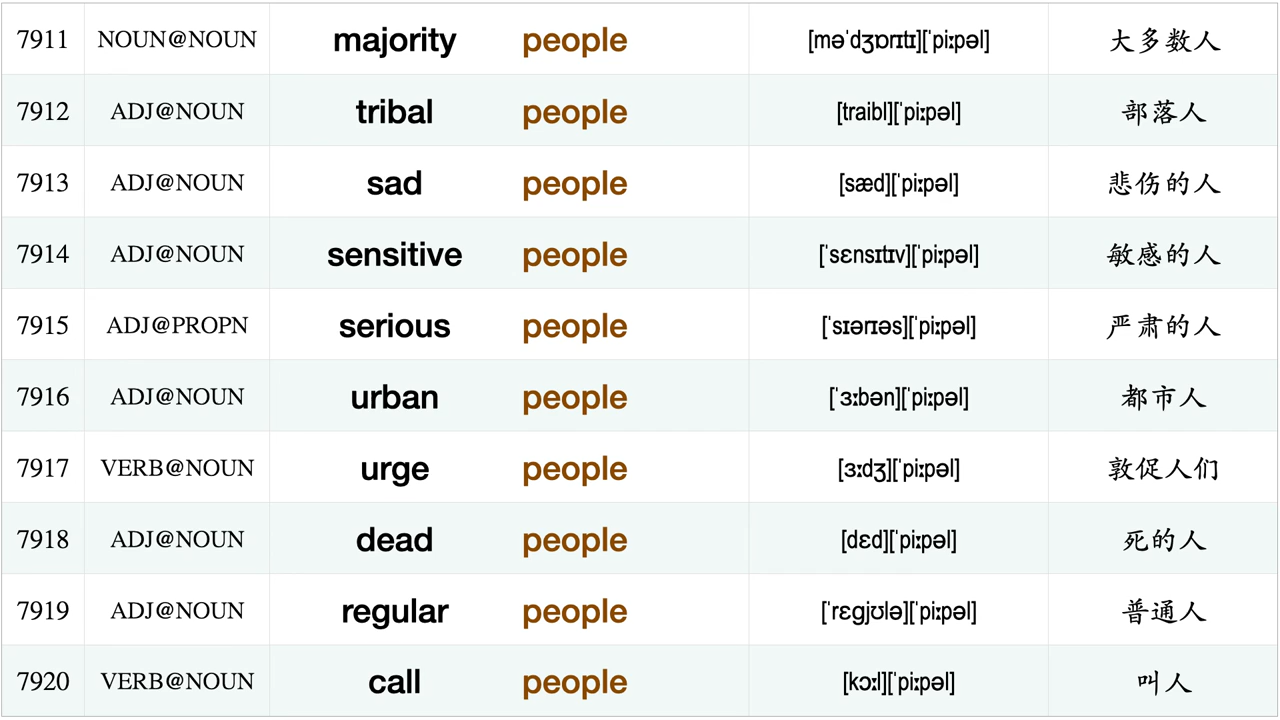 7911 NOUN@NOUN majority people [məˈdʒɒrɪtɪ][ˈpiːpəl] 大多数人
7912 ADJ@NOUN tribal people [traibl][ˈpiːpəl] 部落人
7913 ADJ@NOUN sad people [sæd][ˈpiːpəl] 悲伤的人
7914 ADJ@NOUN sensitive people [ˈsɛnsɪtɪv][ˈpiːpəl] 敏感的人
7915 ADJ@PROPN serious people [ˈsɪərɪəs][ˈpiːpəl] 严肃的人
7916 ADJ@NOUN urban people [ˈɜːbən][ˈpiːpəl] 都市人
7917 VERB@NOUN urge people [ɜːdʒ][ˈpiːpəl] 敦促人们
7918 ADJ@NOUN dead people [dɛd][ˈpiːpəl] 死的人
7919 ADJ@NOUN regular people [ˈrɛgjʊlə][ˈpiːpəl] 普通人
7920 VERB@NOUN call people [kɔːl][ˈpiːpəl] 叫人